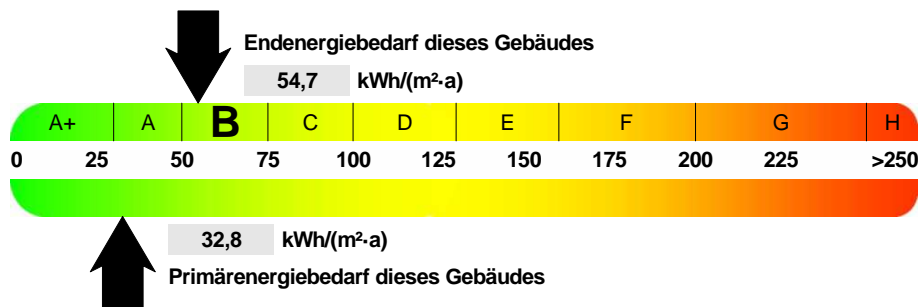 Endenergiebedarf dieses Gebäudes
54,7 kWh/(m²·a)
A+ A B C D E F G H
0 25 50 75 100 125 150 175 200 225 >250
32,8 kWh/(m²·a)
Primärenergiebedarf dieses Gebäudes